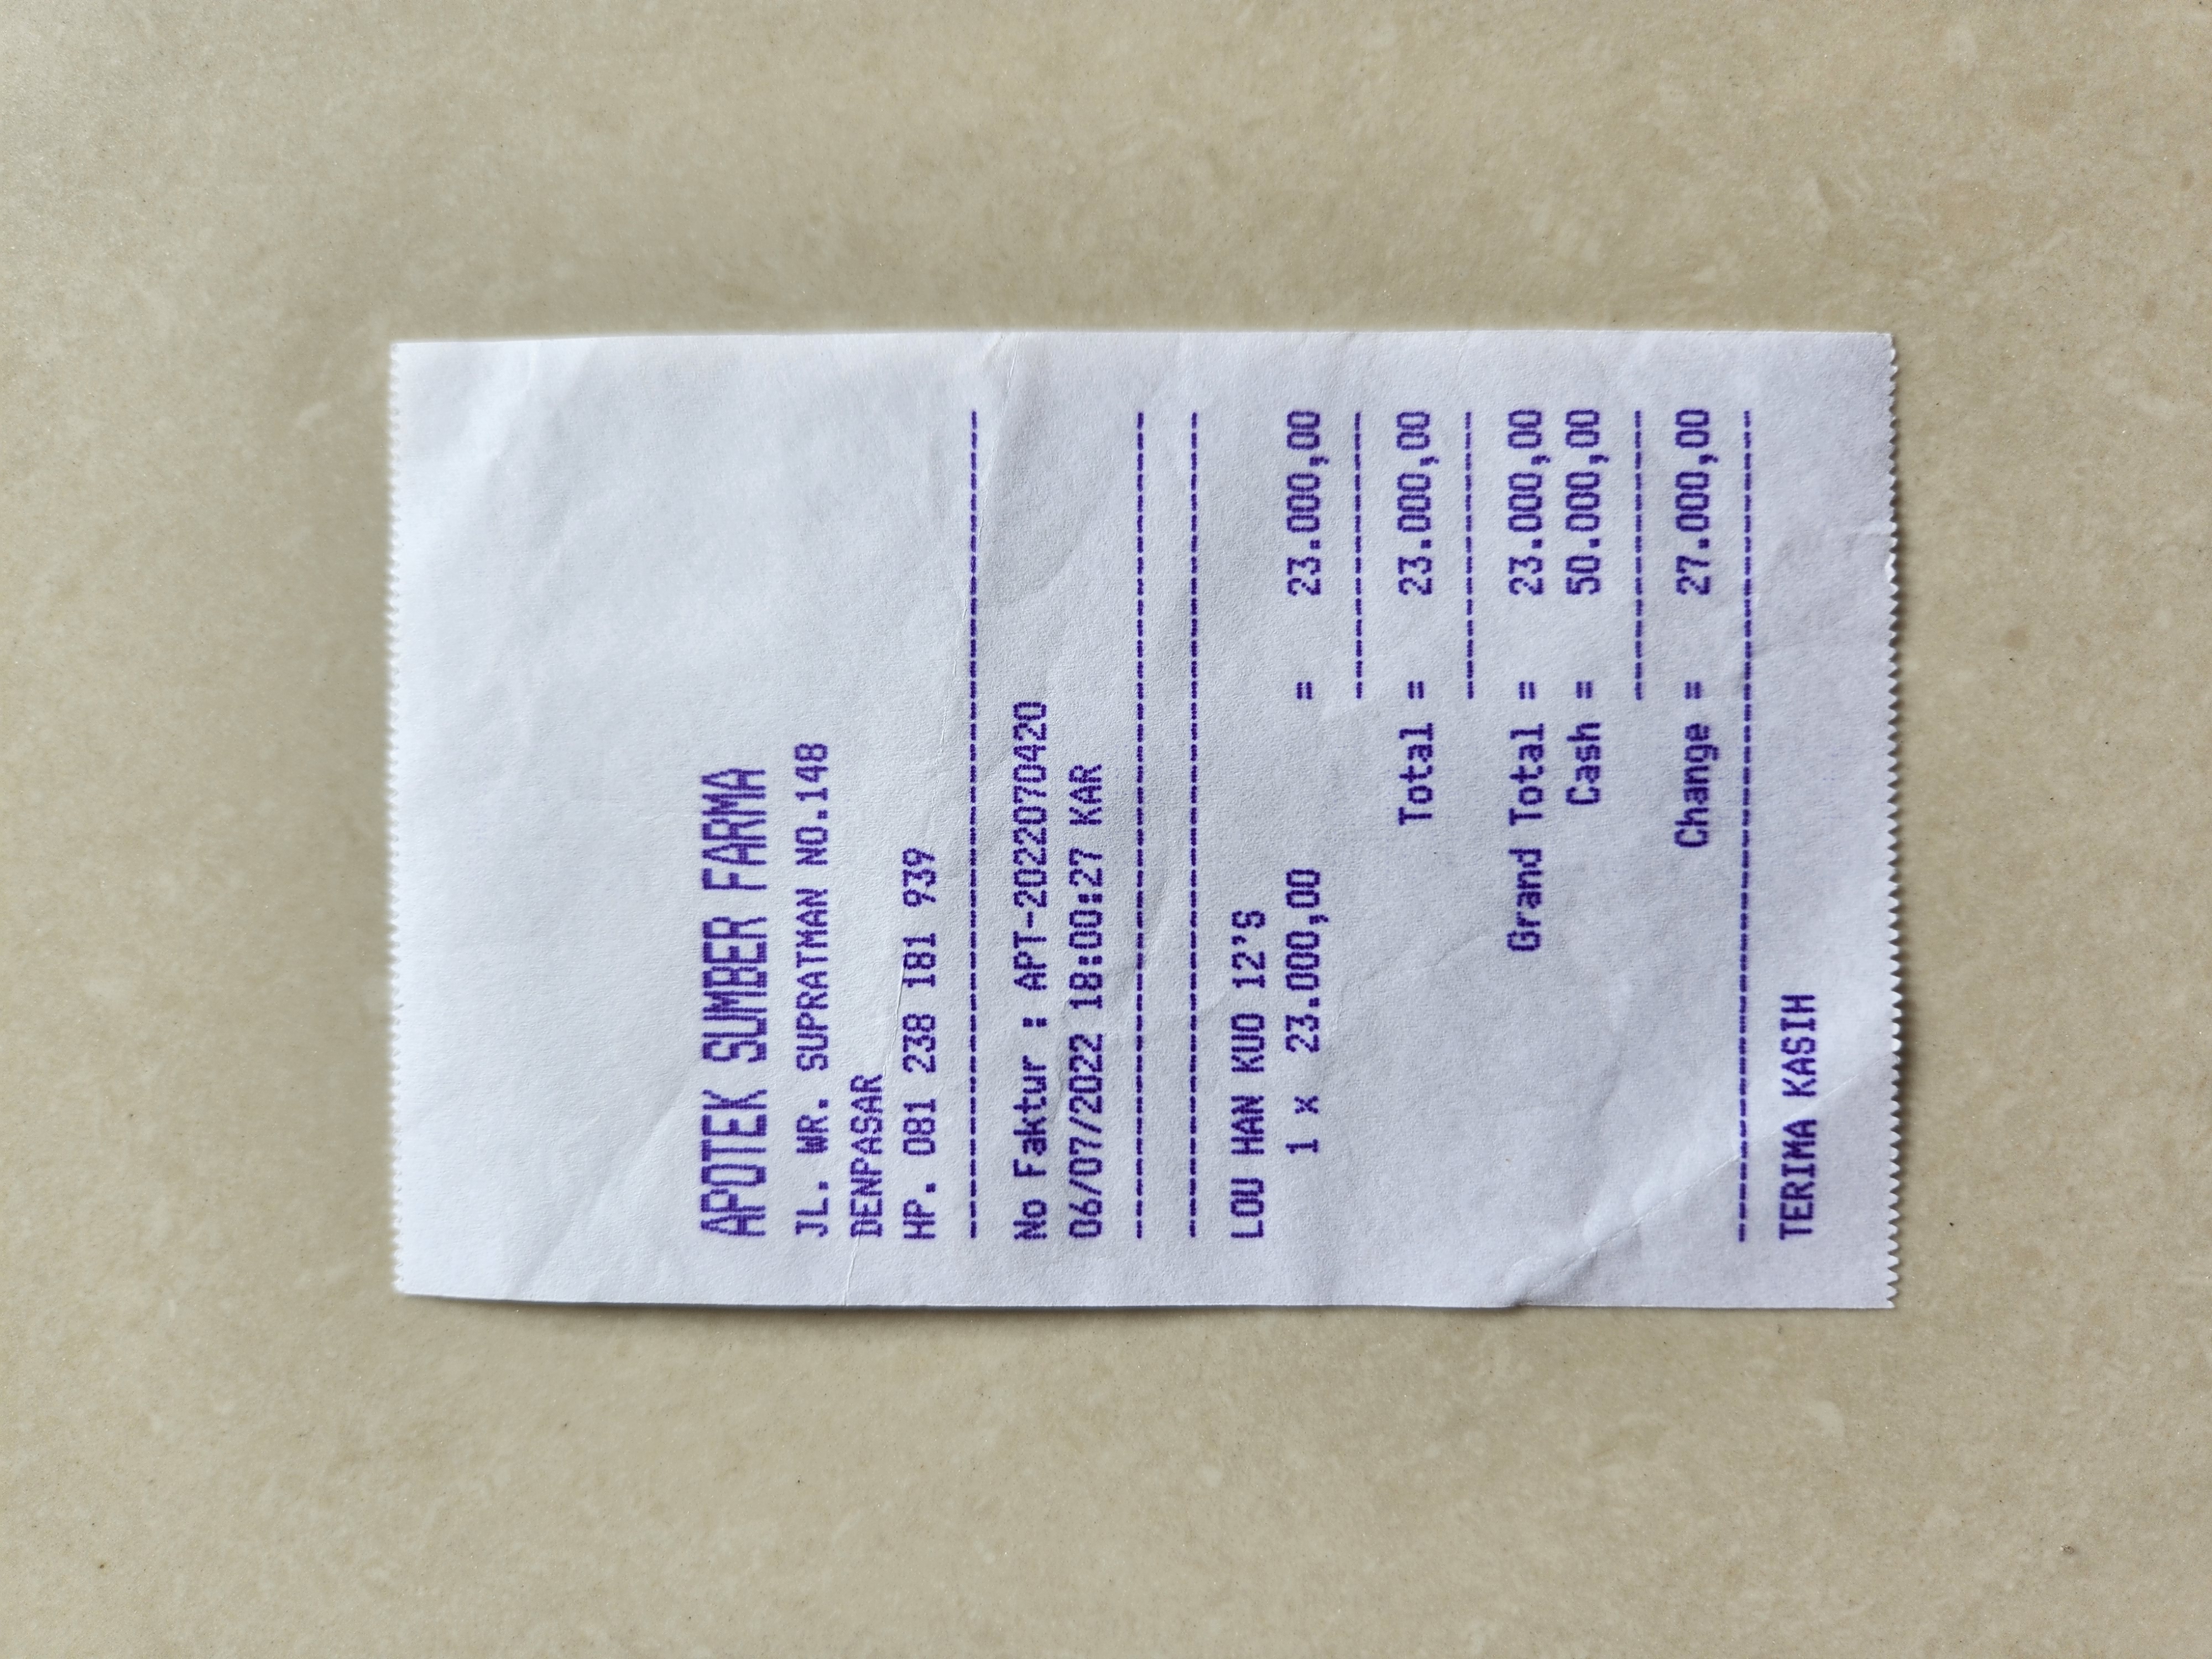 APOTEK SUMBER FARMA
JL. WR. SUPRATMAN NO.148
DENPASAR
HP. 081 238 181 939
----------------------------------------
No Faktur : APT-2022070420
06/07/2022 18:00:27 KAR
----------------------------------------
----------------------------------------
LOU HAN KUO 12'S
1 x 23.000,00 = 23.000,00
--------------
Total = 23.000,00
--------------
Grand Total = 23.000,00
Cash = 50.000,00
--------------
Change = 27.000,00
----------------------------------------
TERIMA KASIH